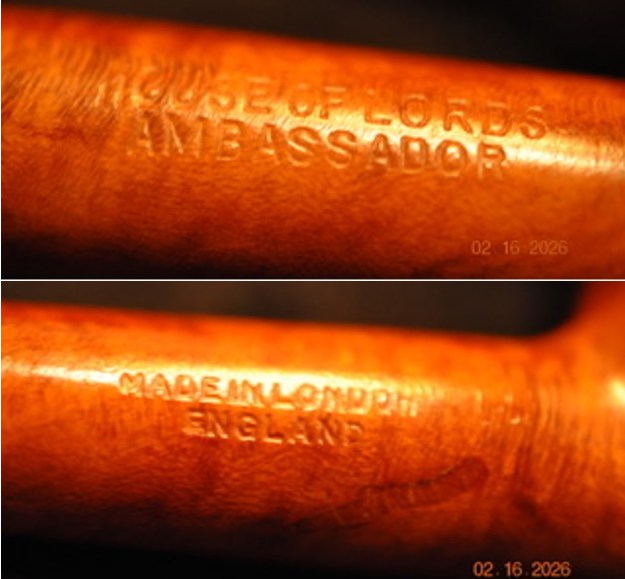 HOUSE OF LORDS
AMBASSADOR
02. 16. 2026
MADE IN LONDON
ENGLAND
02. 16. 2026